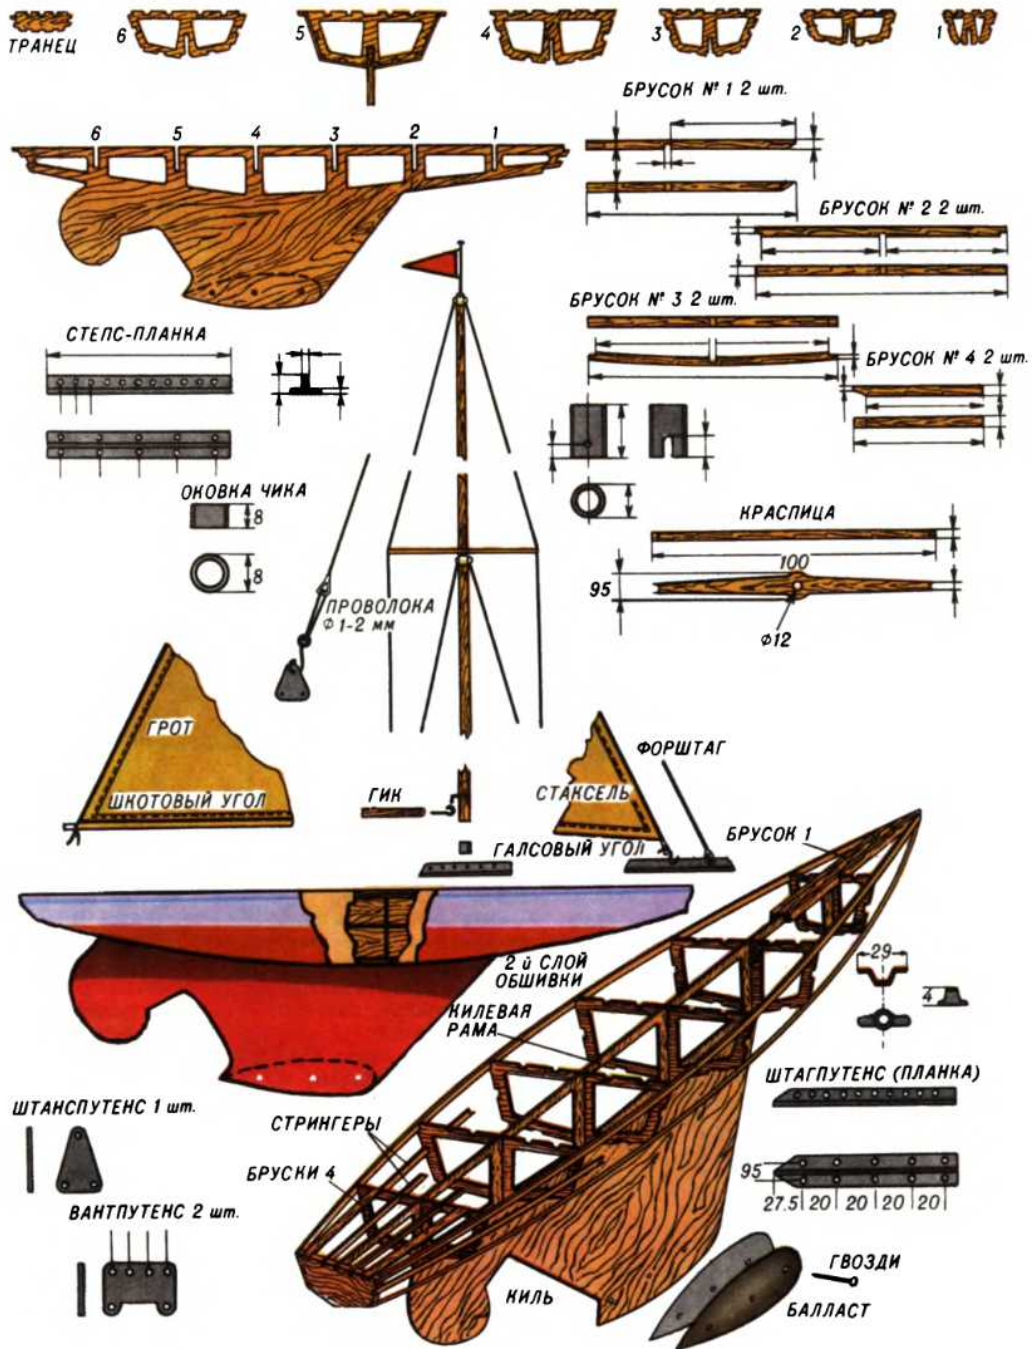 ТРАНЕЦ
6 5 4 3 2 1
БРУСОК № 1 2 шт.
6 5 4 3 2 1
БРУСОК № 2 2 шт.
БРУСОК № 3 2 шт.
СТЕПС-ПЛАНКА
БРУСОК № 4 2 шт.
ОКОВКА ЧИКА
8
8
КРАСПИЦА
100
95
Ф12
ПРОВОЛОКА
Ф 1-2 мм
ГРОТ
ШКОТОВЫЙ УГОЛ
ГИК
СТАКСЕЛЬ
ФОРШТАГ
ГАЛСОВЫЙ УГОЛ
БРУСОК 1
2 й СЛОЙ
ОБШИВКИ
29
4
КИЛЕВАЯ
РАМА
ШТАГПУТЕНС (ПЛАНКА)
ШТАКСПУТЕНС 1 шт.
СТРИНГЕРЫ
БРУСКИ 4
95
27.5 20 20 20 20
ВАНТПУТЕНС 2 шт.
КИЛЬ
ГВОЗДИ
БАЛЛАСТ